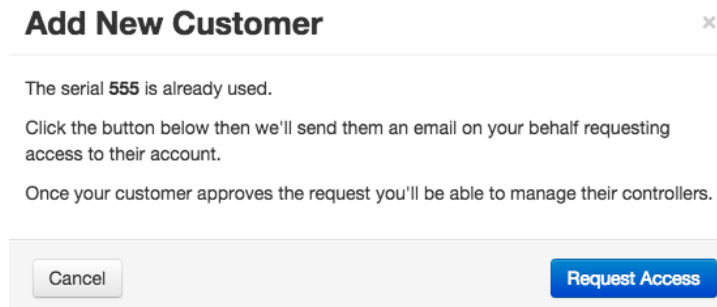 Add New Customer
×
The serial 555 is already used.
Click the button below then we'll send them an email on your behalf requesting
access to their account.
Once your customer approves the request you'll be able to manage their controllers.
Cancel
Request Access